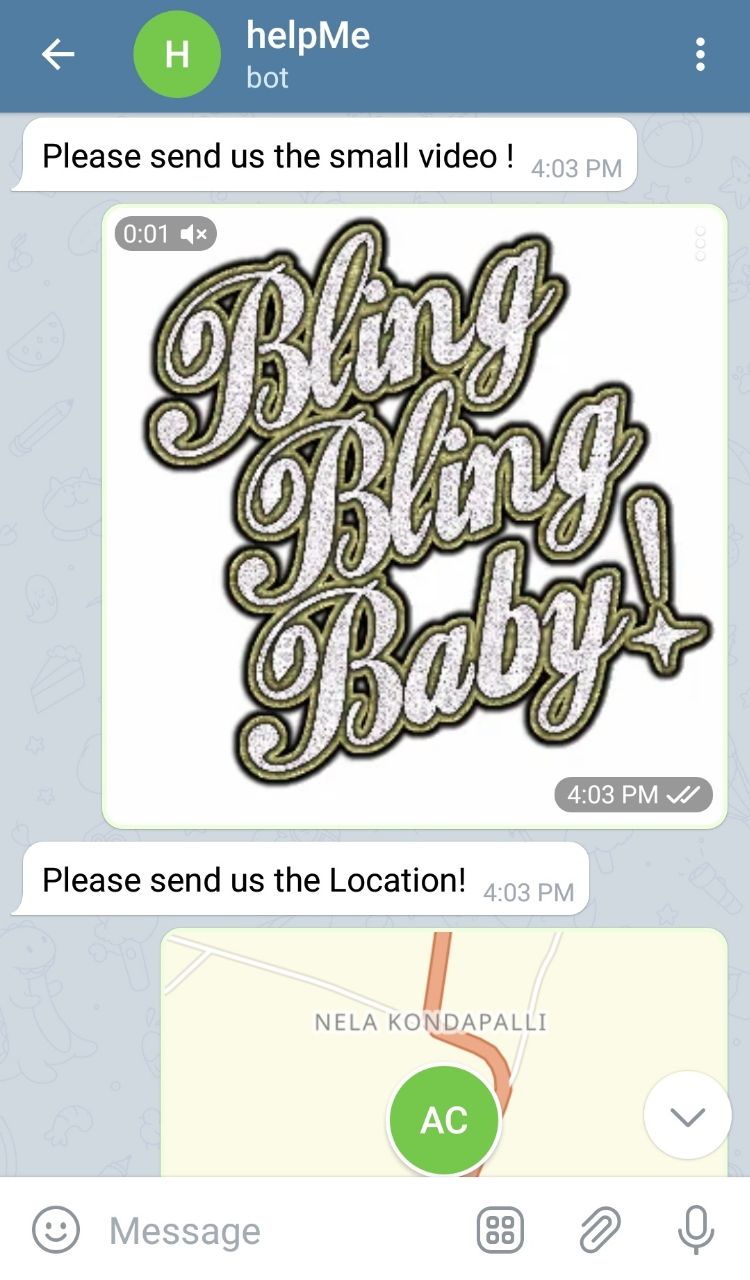 H
helpMe
bot
Please send us the small video ! 4:03 PM
0:01
Bling
Bling
Baby!
4:03 PM
Please send us the Location! 4:03 PM
NELA KONDAPALLI
AC
Message